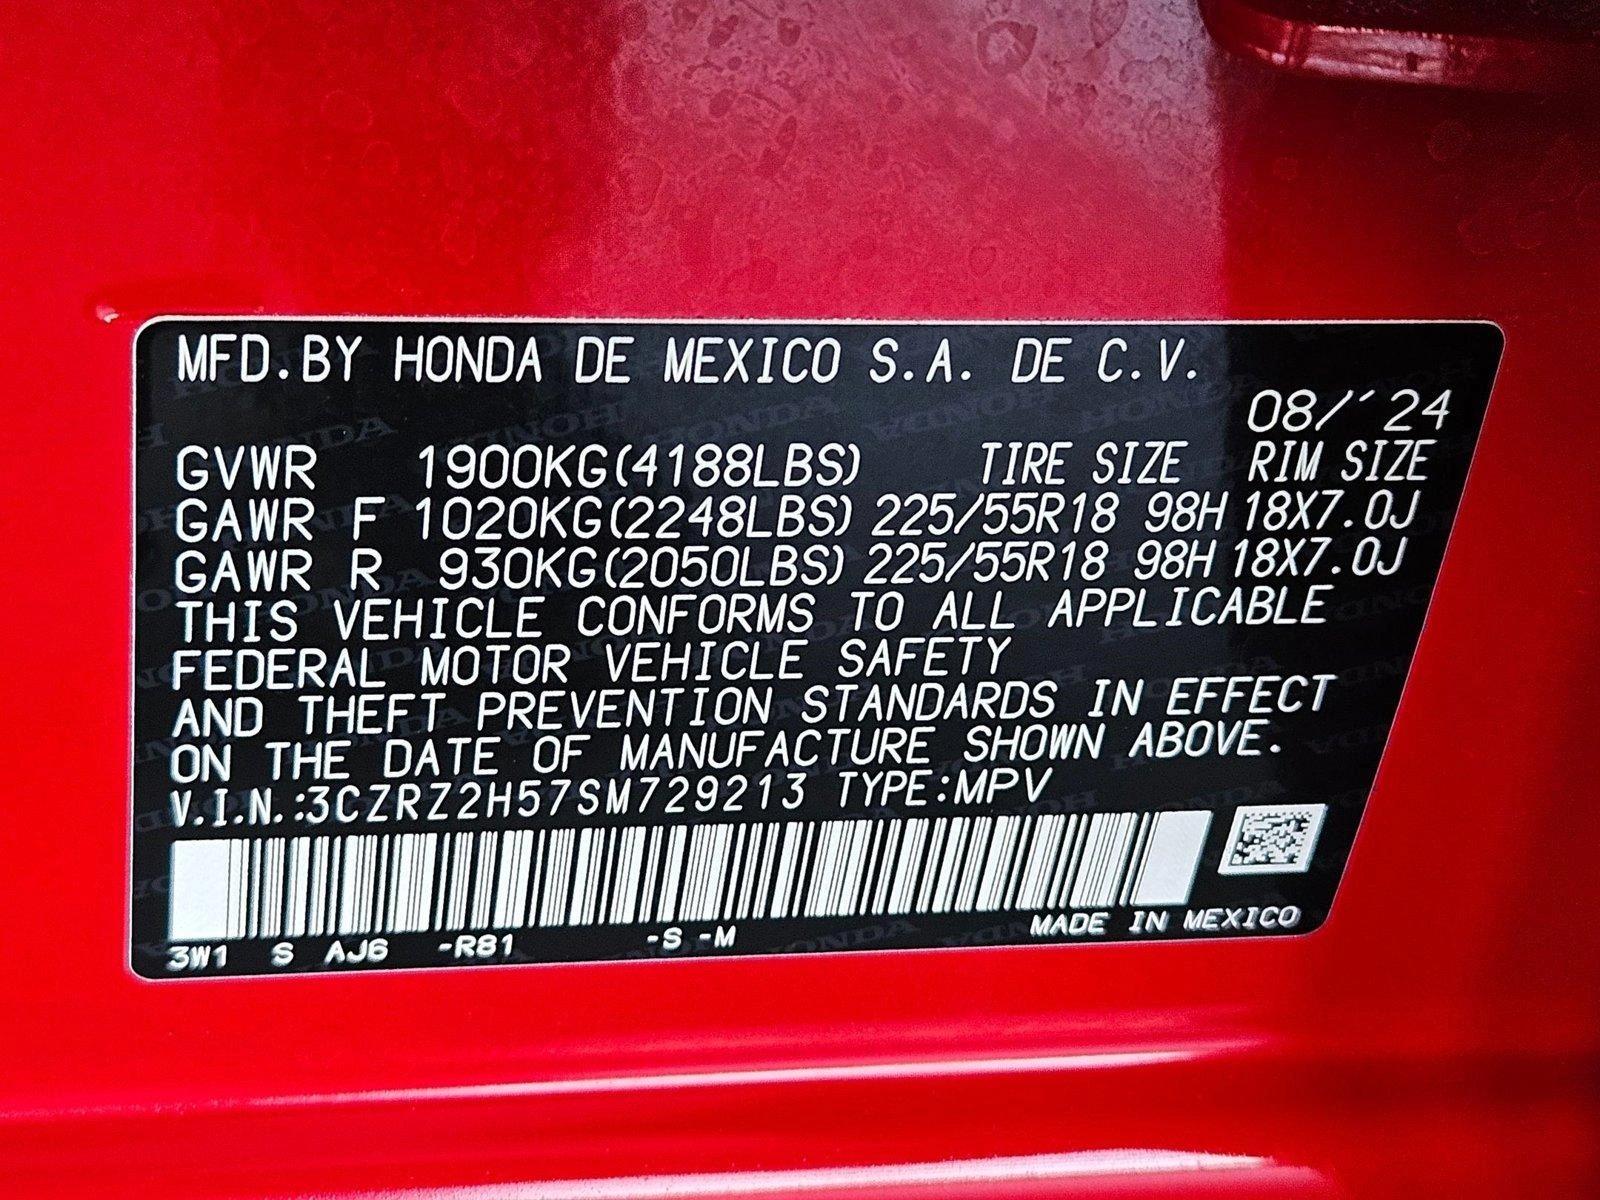 MFD.BY HONDA DE MEXICO S.A. DE C.V.
08/'24
GVWR 1900KG(4188LBS) TIRE SIZE RIM SIZE
GAWR F 1020KG(2248LBS) 225/55R18 98H 18X7.0J
GAWR R 930KG(2050LBS) 225/55R18 98H 18X7.0J
THIS VEHICLE CONFORMS TO ALL APPLICABLE
FEDERAL MOTOR VEHICLE SAFETY
AND THEFT PREVENTION STANDARDS IN EFFECT
ON THE DATE OF MANUFACTURE SHOWN ABOVE.
V.I.N.:3CZRZ2H57SM729213 TYPE:MPV
3W1 S AJ6 -R81 -S -M MADE IN MEXICO